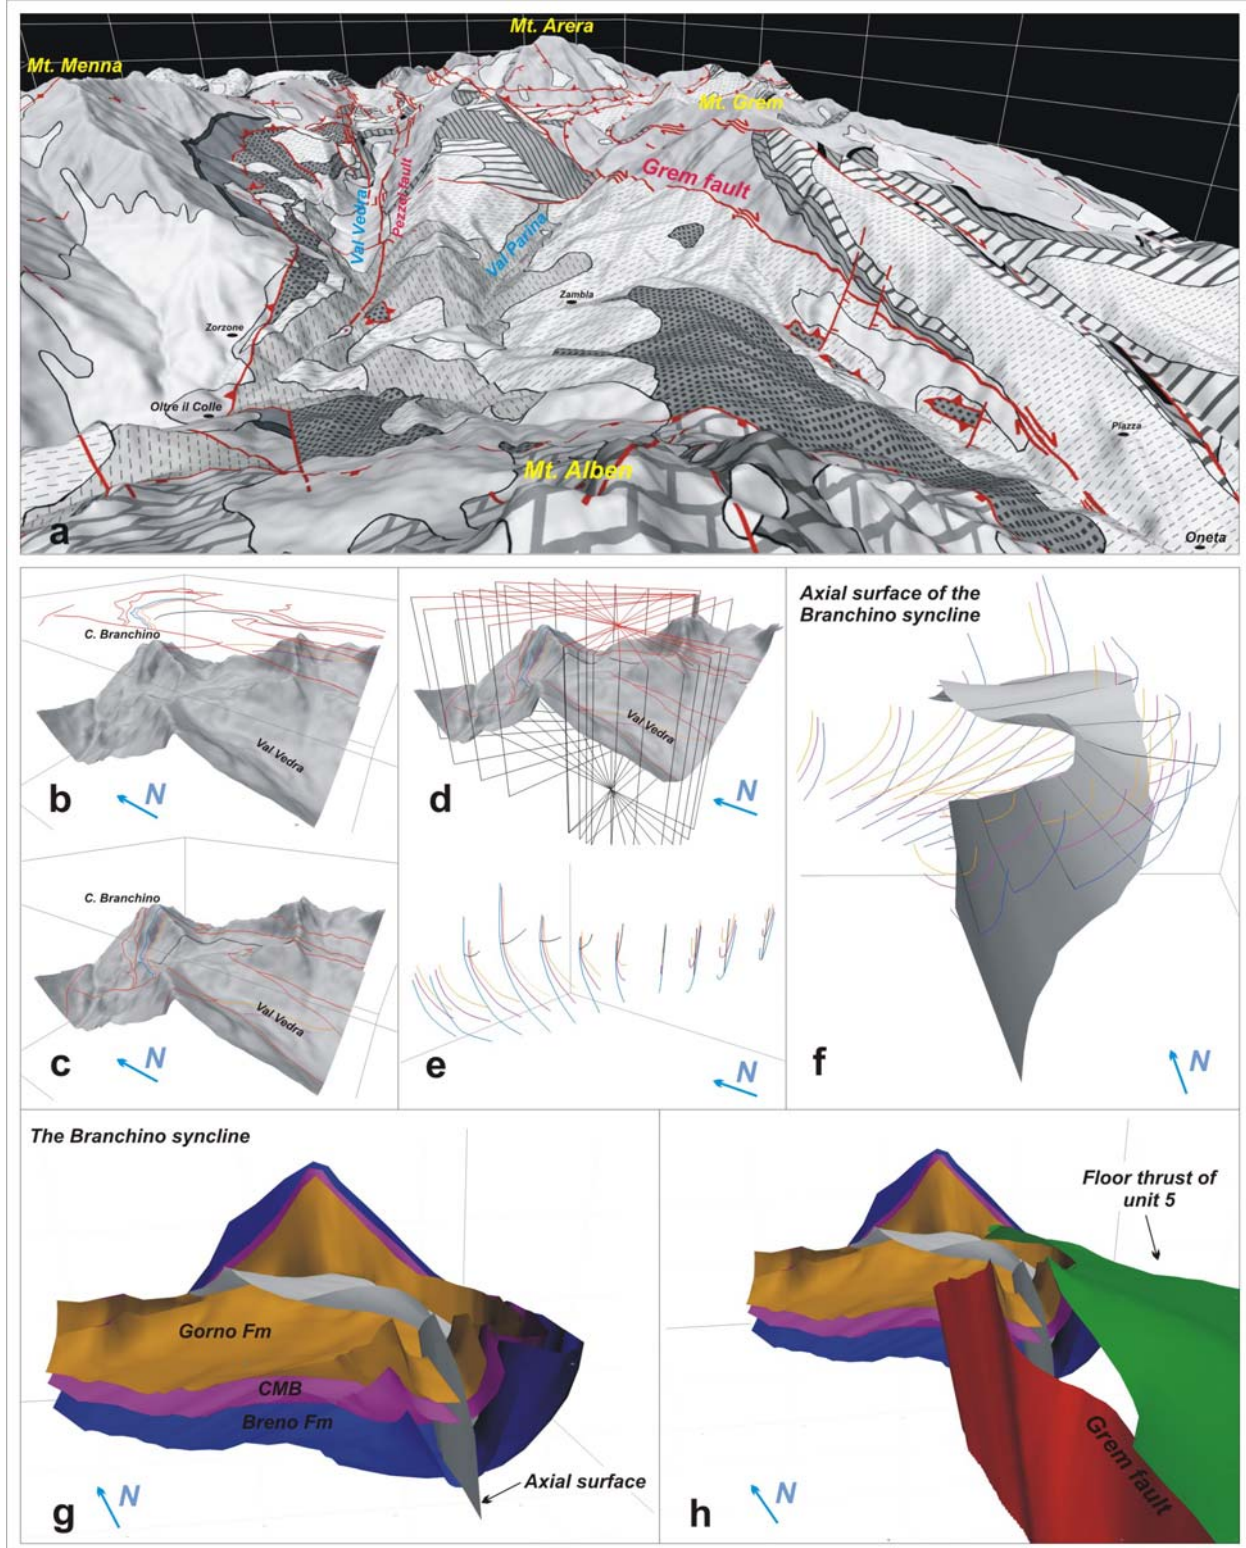 Mt. Arera
Mt. Menna
Mt. Grem
Grem fault
Val Vedra
Pezzel fault
Val Parina
Zambla
Zorzone
Oltre il Colle
Plazza
Mt. Alben
Oneta
a
C. Branchino
Val Vedra
b
N
C. Branchino
Val Vedra
c
N
Val Vedra
d
N
e
N
Axial surface of the
Branchino syncline
f
N
The Branchino syncline
Gorno Fm
CMB
Breno Fm
Axial surface
N
g
Floor thrust of
unit 5
Grem fault
N
h